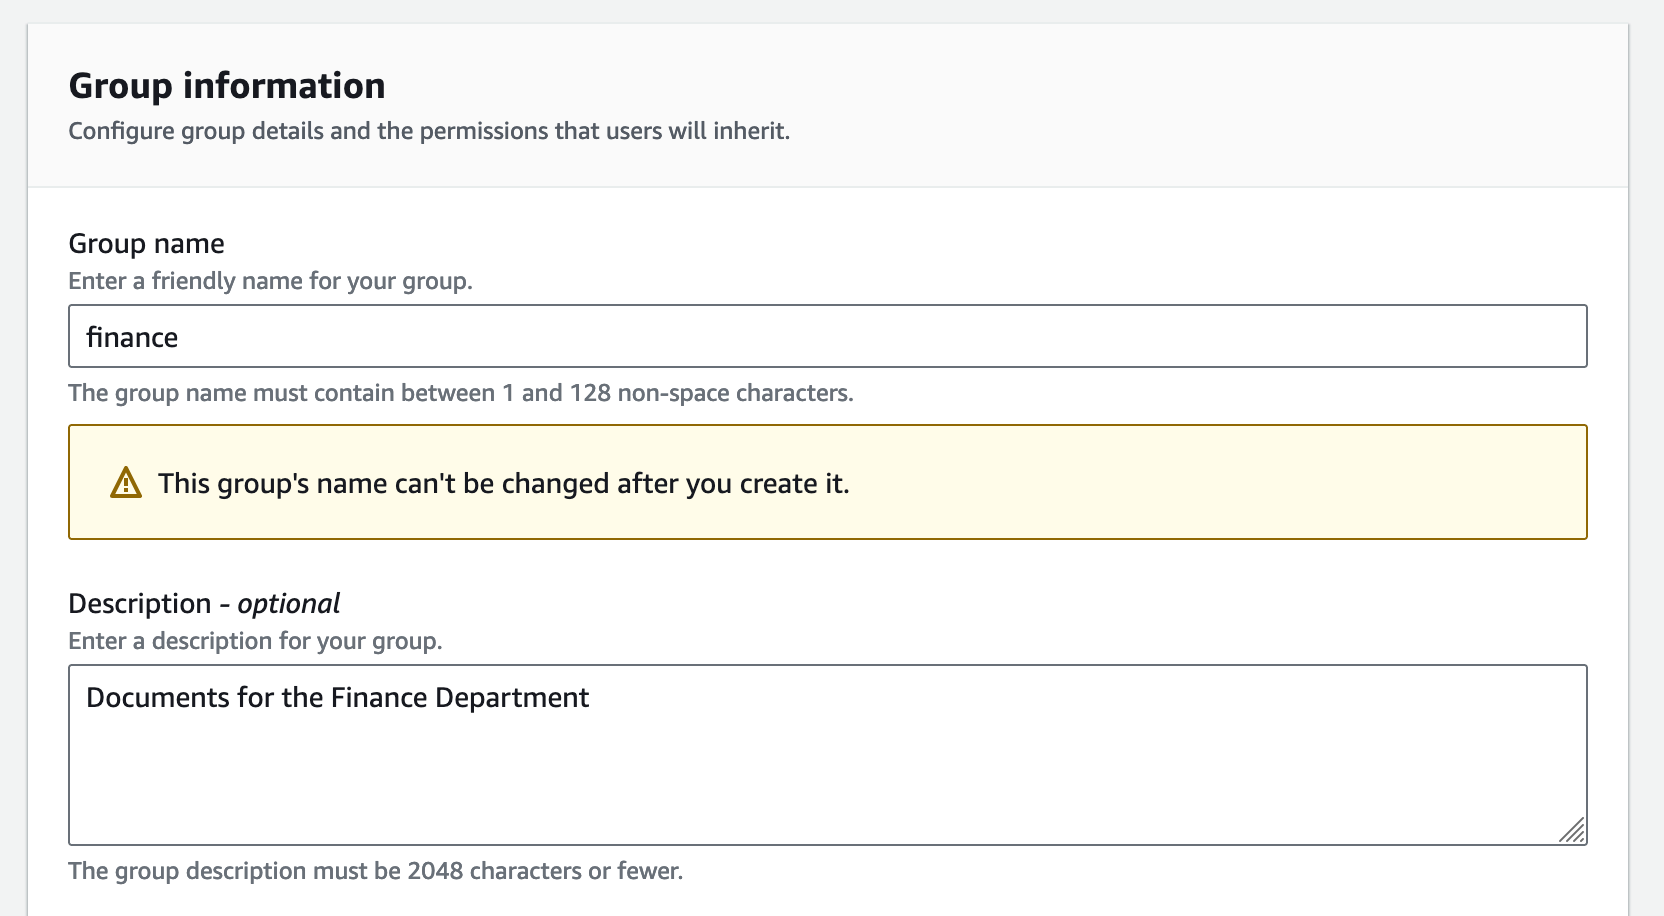 Group information
Configure group details and the permissions that users will inherit.
Group name
Enter a friendly name for your group.
finance
The group name must contain between 1 and 128 non-space characters.
This group's name can't be changed after you create it.
Description - optional
Enter a description for your group.
Documents for the Finance Department
The group description must be 2048 characters or fewer.